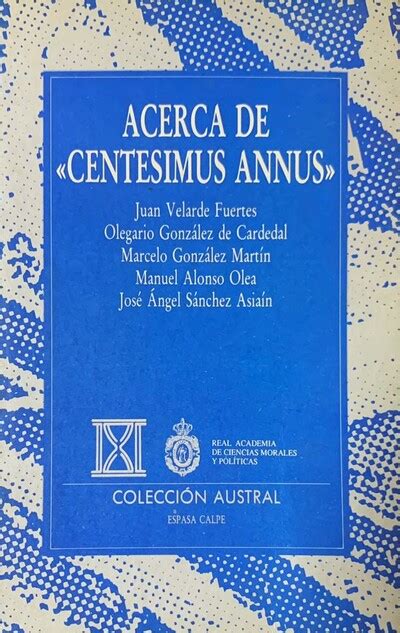 ACERCA DE
«CENTESIMUS ANNUS»
Juan Velarde Fuertes
Olegario González de Cardedal
Marcelo González Martín
Manuel Alonso Olea
José Ángel Sánchez Asiaín
REAL ACADEMIA
DE CIENCIAS MORALES
Y POLÍTICAS
COLECCIÓN AUSTRAL
ESPASA CALPE